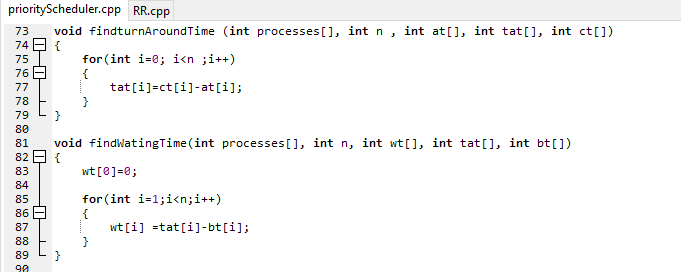 priorityScheduler.cpp RR.cpp
73 void findturnAroundTime (int processes[], int n , int at[], int tat[], int ct[])
74 {
75 for(int i=0; i<n ;i++)
76 {
77 tat[i]=ct[i]-at[i];
78 }
79 }
80
81 void findWatingTime(int processes[], int n, int wt[], int tat[], int bt[])
82 {
83 wt[0]=0;
84
85 for(int i=1;i<n;i++)
86 {
87 wt[i] =tat[i]-bt[i];
88 }
89 }
90